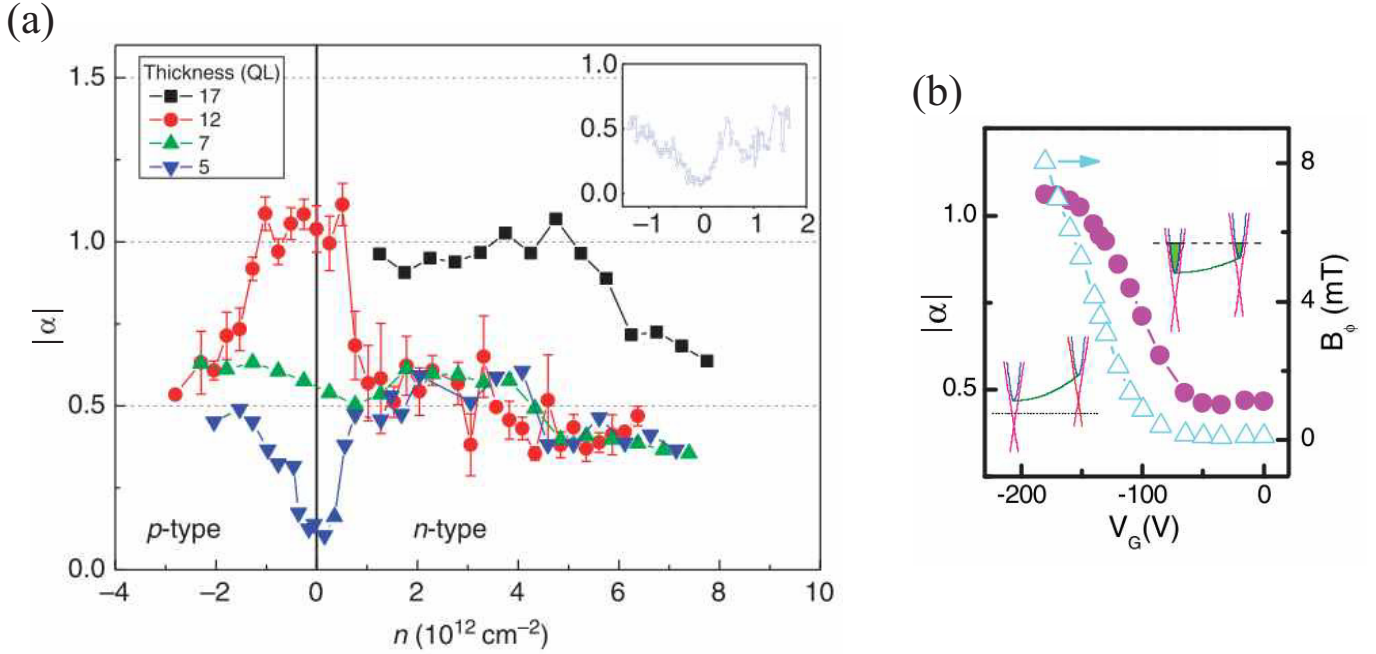 (a)
1.5
1.0
0.5
0.0
|α|
Thickness (QL)
17
12
7
5
1.0
0.5
0.0
−1 0 1 2
p-type
n-type
−4 −2 0 2 4 6 8 10
n (10¹² cm⁻²)
(b)
1.0
0.5
|α|
8
4
0
B_ϕ (mT)
-200 -100 0
V_G(V)